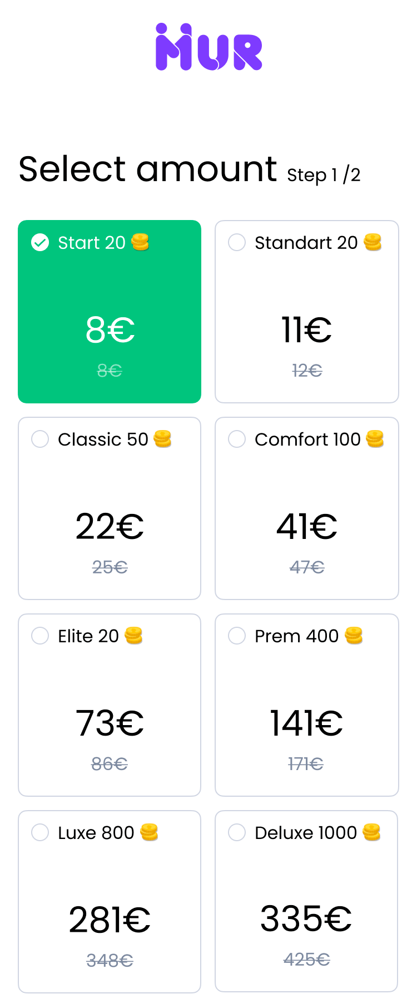 MUR
Select amount Step 1 /2
Start 20
8€
8€
Standart 20
11€
12€
Classic 50
22€
25€
Comfort 100
41€
47€
Elite 20
73€
86€
Prem 400
141€
171€
Luxe 800
281€
348€
Deluxe 1000
335€
425€